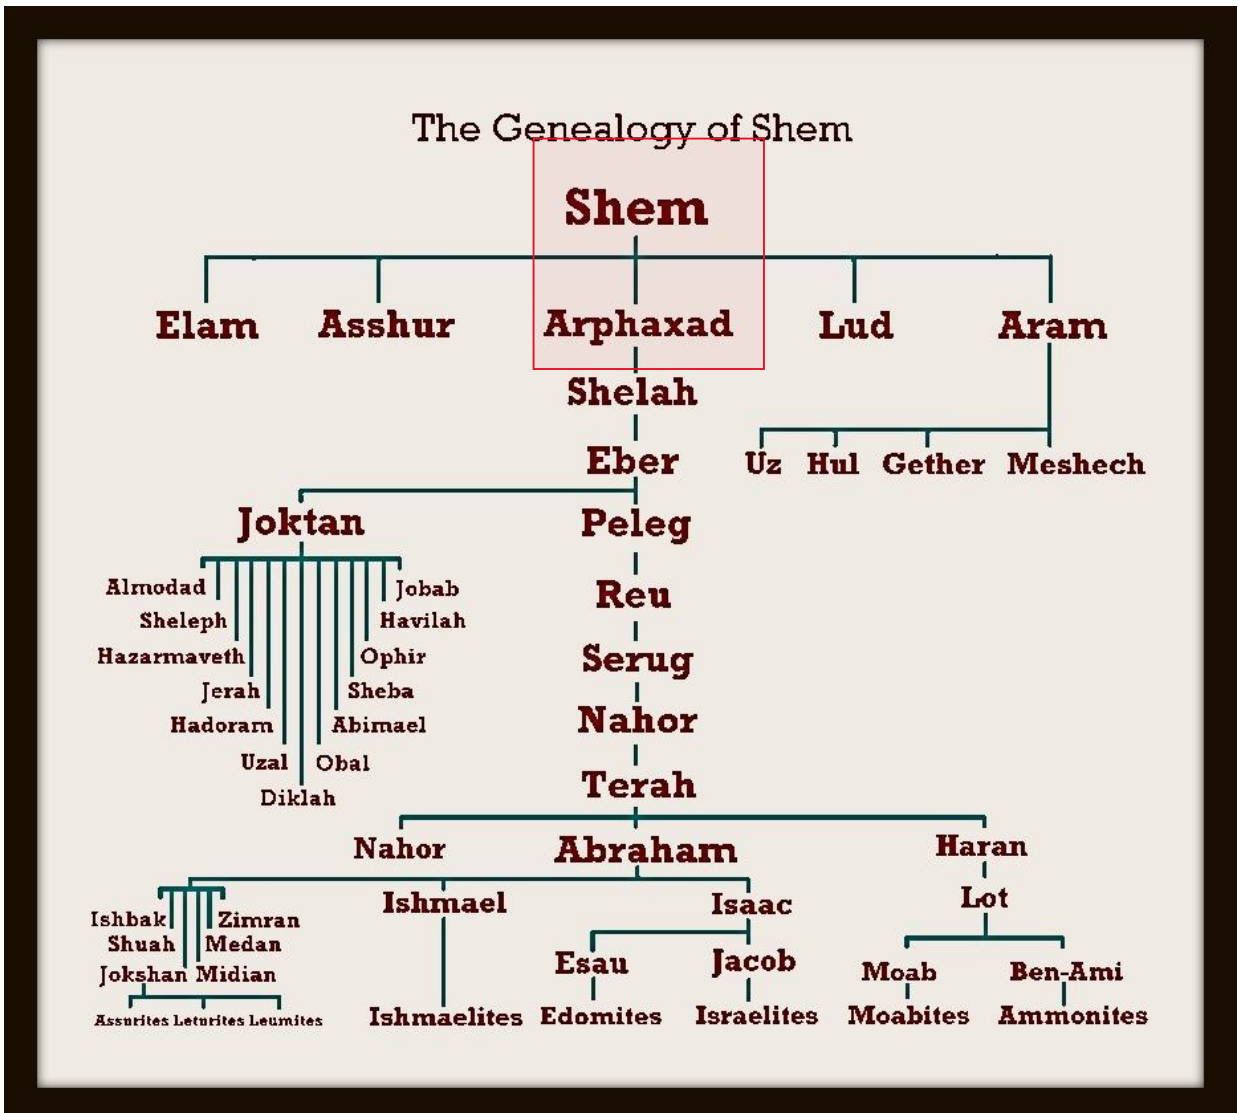 The Genealogy of Shem
Shem
Elam Asshur Arphaxad Lud Aram
Shelah
Eber Uz Hul Gether Meshech
Joktan Peleg
Almodad Jobab
Reu
Sheleph Havilah
Hazarmaveth Ophir
Serug
Jerah Sheba
Hadoram Abimael
Nahor
Uzal Obal
Terah
Diklah
Nahor Abraham Haran
Ishmael Isaac Lot
Ishbak Zimran
Shuah Medan
Esau Jacob Moab Ben-Ami
Jokshan Midian
Assurites Leturites Leumites Ishmaelites Edomites Israelites Moabites Ammonites